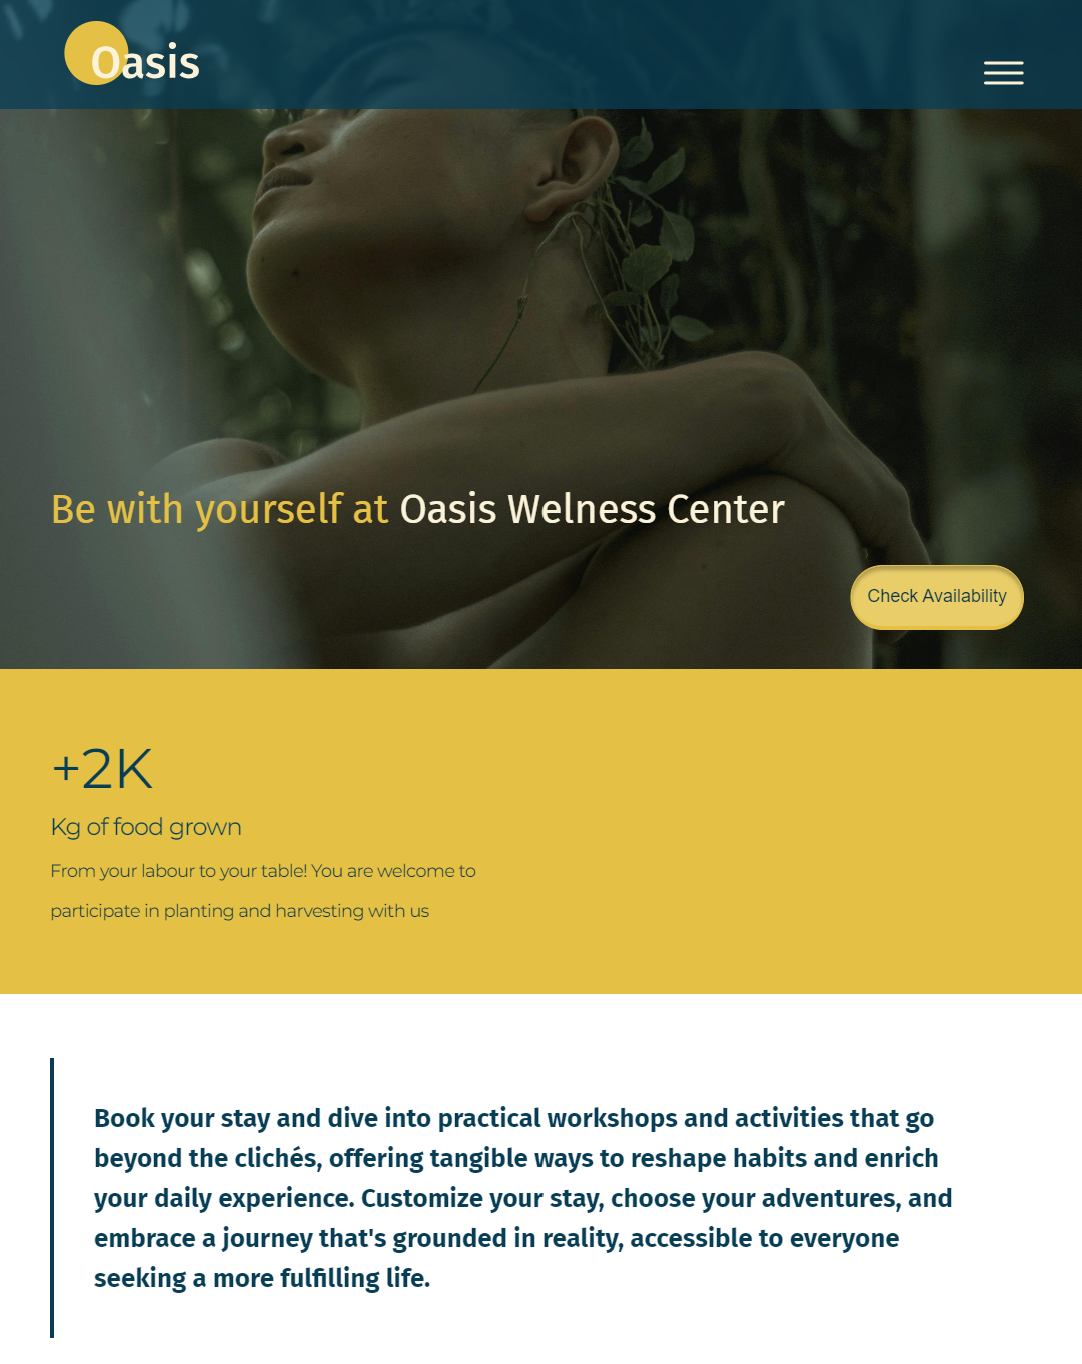 Oasis
Be with yourself at Oasis Welness Center
Check Availability
+2K
Kg of food grown
From your labour to your table! You are welcome to
participate in planting and harvesting with us
Book your stay and dive into practical workshops and activities that go
beyond the clichés, offering tangible ways to reshape habits and enrich
your daily experience. Customize your stay, choose your adventures, and
embrace a journey that's grounded in reality, accessible to everyone
seeking a more fulfilling life.